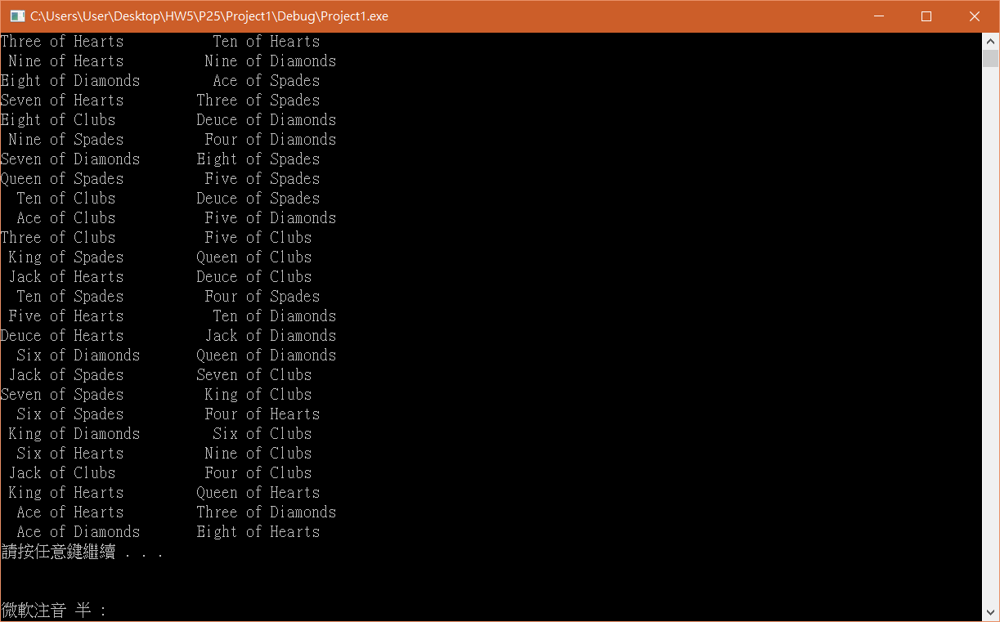 C:\Users\User\Desktop\HW5\P25\Project1\Debug\Project1.exe
Three of Hearts           Ten of Hearts
 Nine of Hearts          Nine of Diamonds
Eight of Diamonds         Ace of Spades
Seven of Hearts         Three of Spades
Eight of Clubs          Deuce of Diamonds
 Nine of Spades          Four of Diamonds
Seven of Diamonds       Eight of Spades
Queen of Spades          Five of Spades
  Ten of Clubs          Deuce of Spades
  Ace of Clubs           Five of Diamonds
Three of Clubs           Five of Clubs
 King of Spades         Queen of Clubs
 Jack of Hearts         Deuce of Clubs
  Ten of Spades          Four of Spades
 Five of Hearts           Ten of Diamonds
Deuce of Hearts          Jack of Diamonds
  Six of Diamonds       Queen of Diamonds
 Jack of Spades         Seven of Clubs
Seven of Spades          King of Clubs
  Six of Spades          Four of Hearts
 King of Diamonds         Six of Clubs
  Six of Hearts          Nine of Clubs
 Jack of Clubs           Four of Clubs
 King of Hearts         Queen of Hearts
  Ace of Hearts         Three of Diamonds
  Ace of Diamonds       Eight of Hearts
請按任意鍵繼續 . . .
微軟注音 半 :